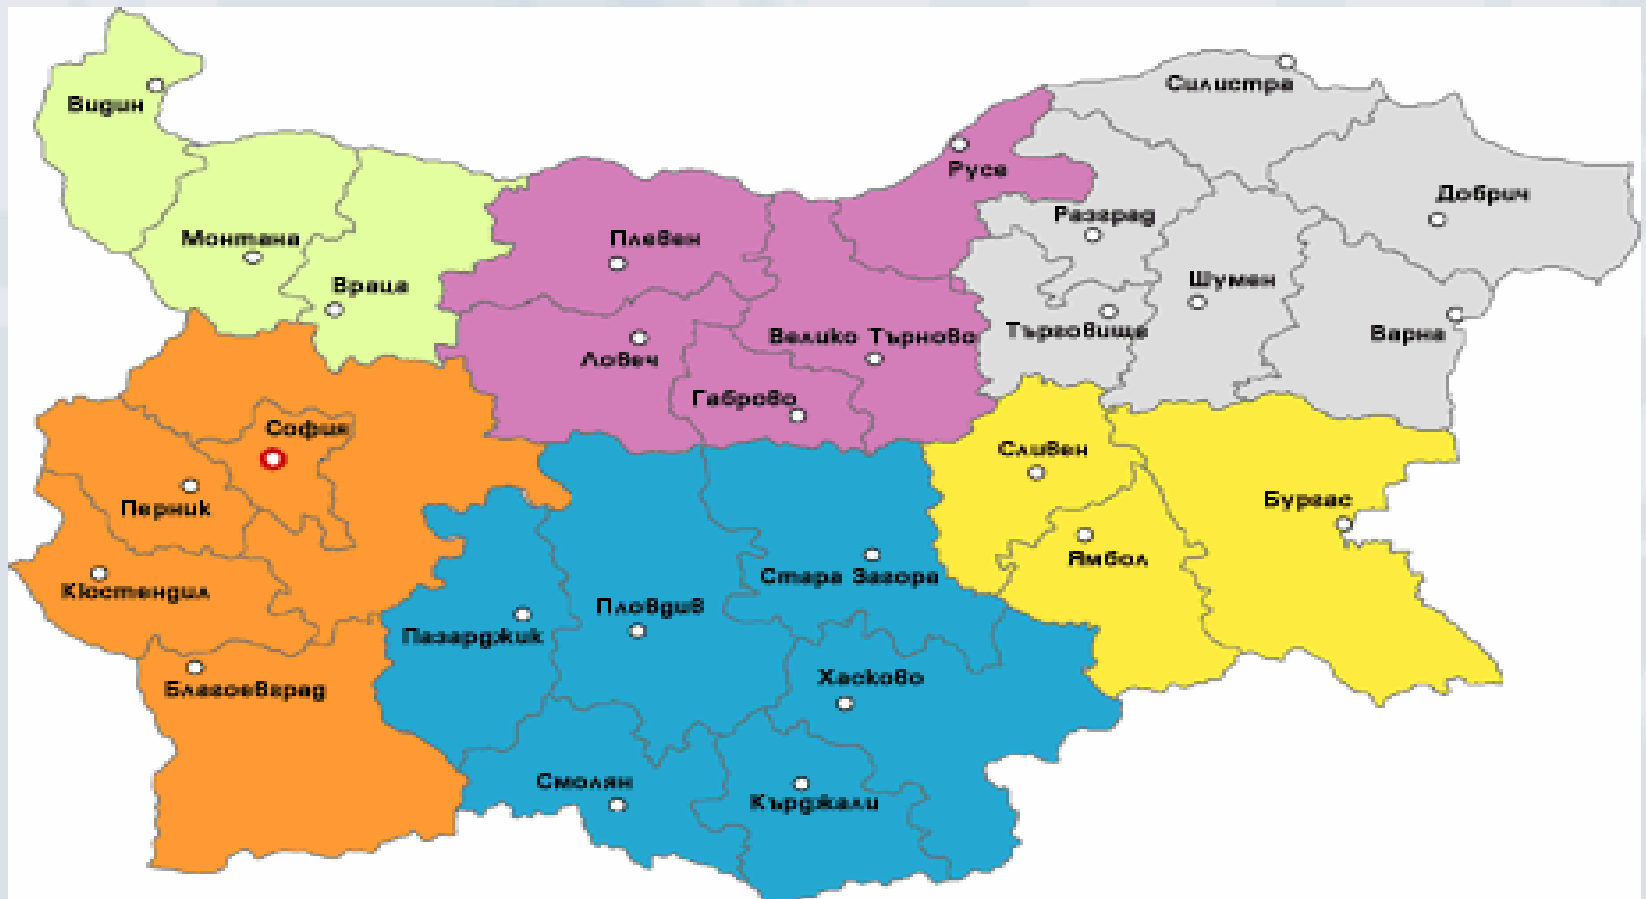 Видин
Силистра
Русе
Добрич
Разград
Монтана
Плевен
Враца
Шумен
Търговище
Варна
Ловеч
Велико Търново
Габрово
София
Сливен
Бургас
Перник
Ямбол
Стара Загора
Кюстендил
Пловдив
Пазарджик
Хасково
Благоевград
Смолян
Кърджали